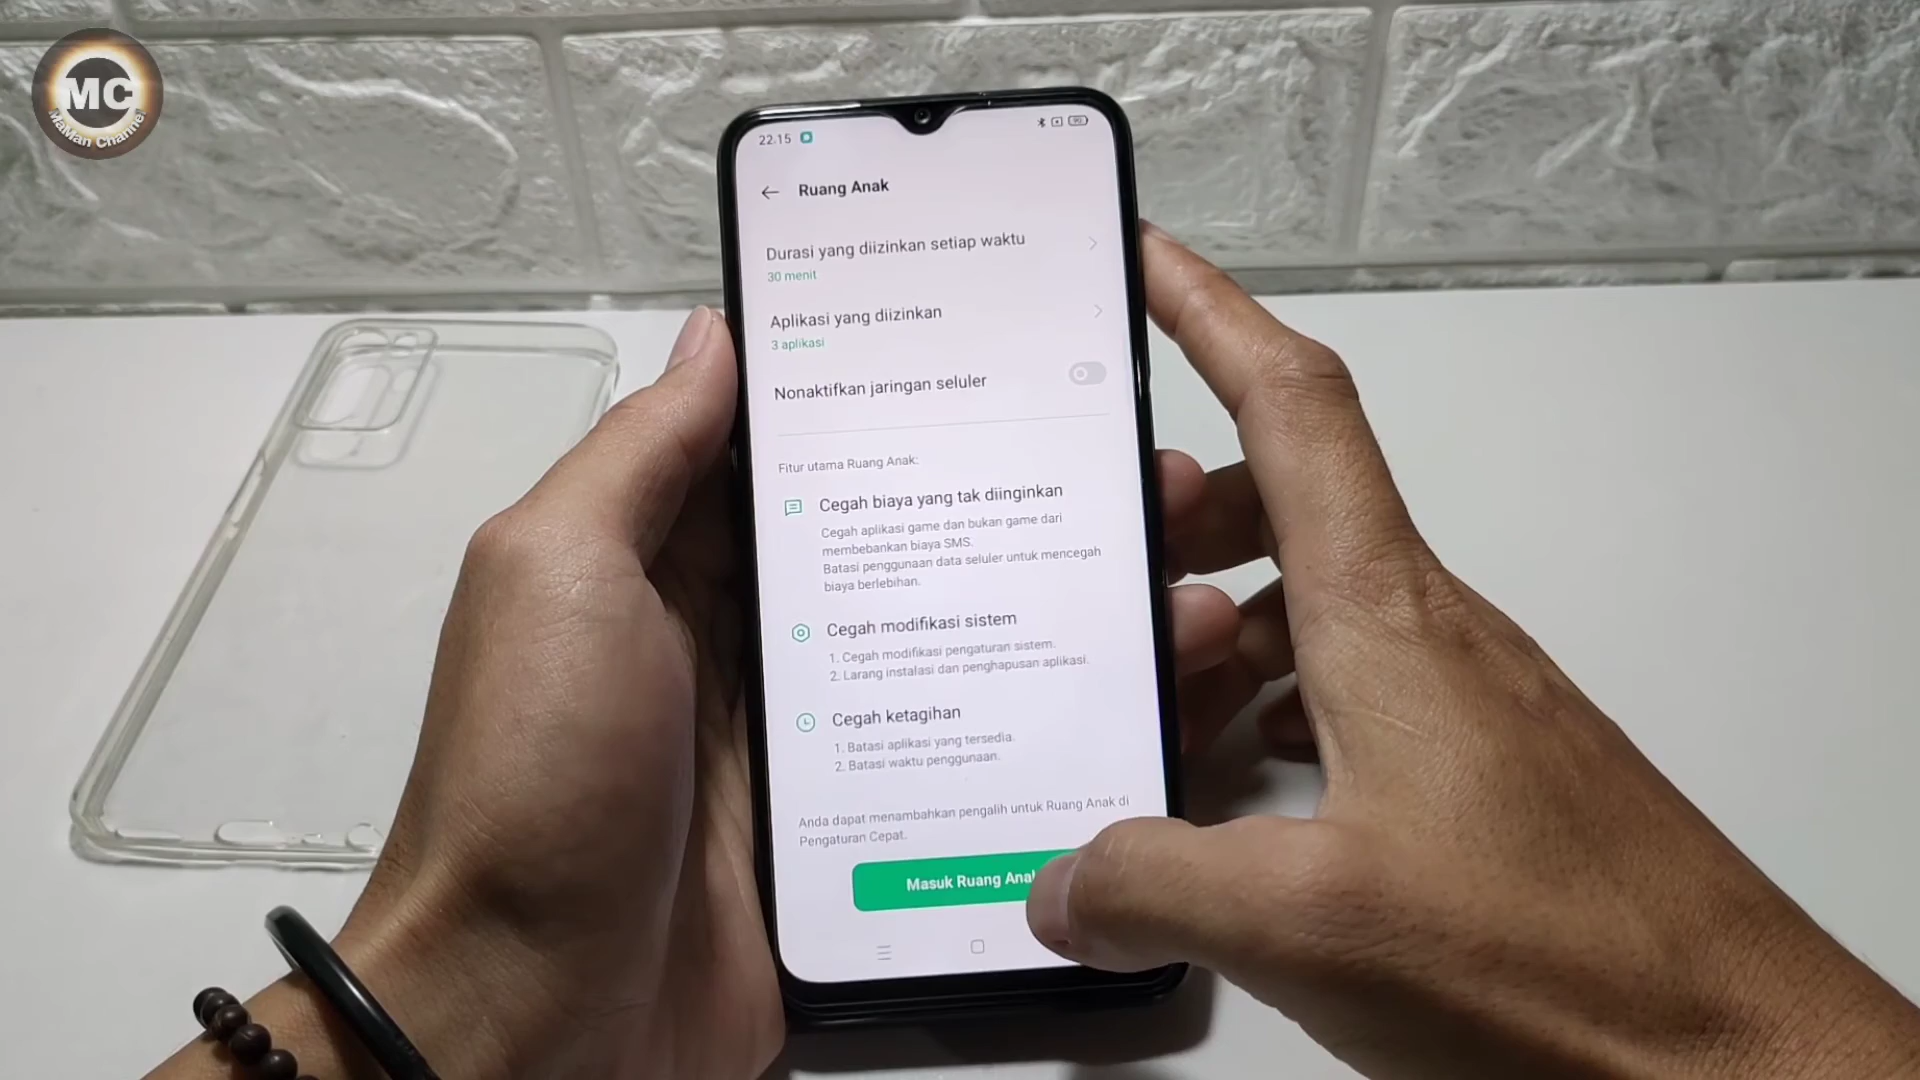 MC
MaMan Channel
22.15
Ruang Anak
Durasi yang diizinkan setiap waktu
30 menit
Aplikasi yang diizinkan
3 aplikasi
Nonaktifkan jaringan seluler
Fitur utama Ruang Anak:
Cegah biaya yang tak diinginkan
Cegah aplikasi game dan bukan game dari
membebankan biaya SMS.
Batasi penggunaan data seluler untuk mencegah
biaya berlebihan.
Cegah modifikasi sistem
1. Cegah modifikasi pengaturan sistem.
2. Larang instalasi dan penghapusan aplikasi.
Cegah ketagihan
1. Batasi aplikasi yang tersedia.
2. Batasi waktu penggunaan.
Anda dapat menambahkan pengalih untuk Ruang Anak di
Pengaturan Cepat.
Masuk Ruang Anak